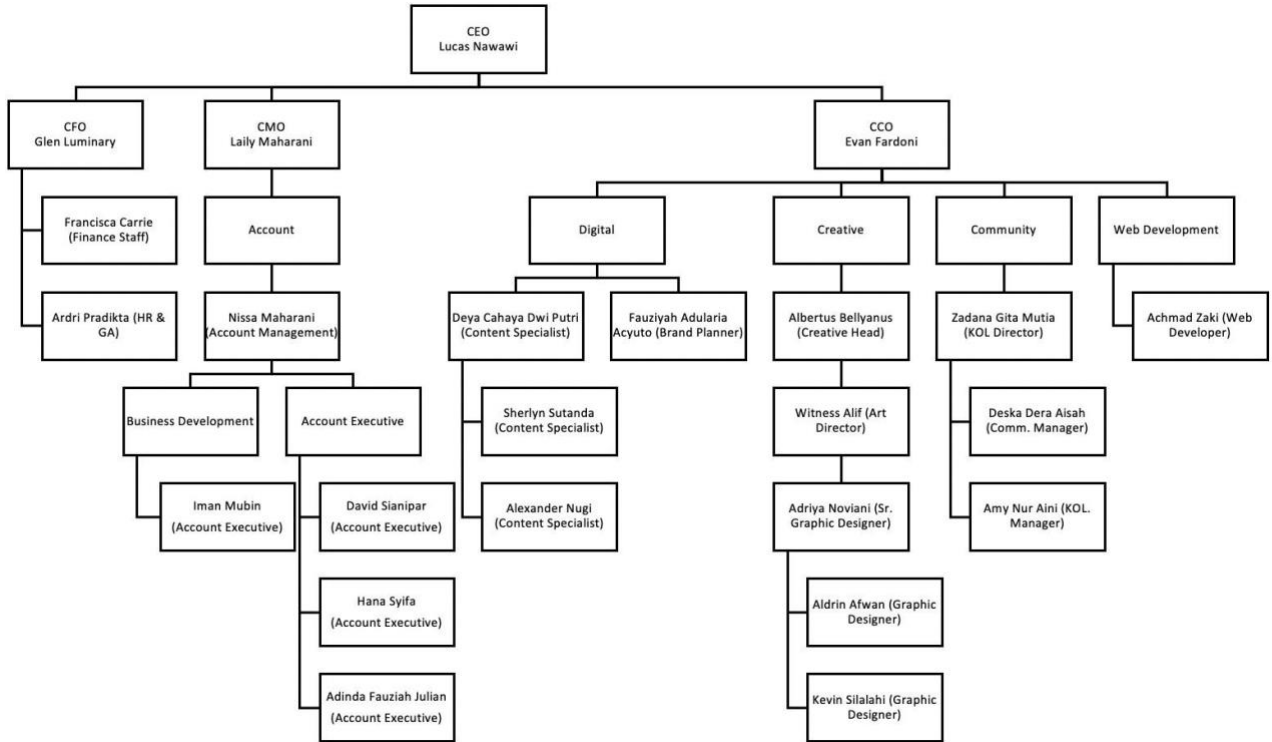 CEO
Lucas Nawawi
CFO
Glen Luminary
CMO
Laily Maharani
CCO
Evan Fardoni
Francisca Carrie
(Finance Staff)
Account
Digital
Creative
Community
Web Development
Ardri Pradikta (HR &
GA)
Nissa Maharani
(Account Management)
Deya Cahaya Dwi Putri
(Content Specialist)
Fauziyah Adularia
Acyuto (Brand Planner)
Albertus Bellyanus
(Creative Head)
Zadana Gita Mutia
(KOL Director)
Achmad Zaki (Web
Developer)
Business Development
Account Executive
Sherlyn Sutanda
(Content Specialist)
Witness Alif (Art
Director)
Deska Dera Aisah
(Comm. Manager)
Iman Mubin
(Account Executive)
David Sianipar
(Account Executive)
Alexander Nugi
(Content Specialist)
Adriya Noviani (Sr.
Graphic Designer)
Amy Nur Aini (KOL.
Manager)
Hana Syifa
(Account Executive)
Aldrin Afwan (Graphic
Designer)
Adinda Fauziah Julian
(Account Executive)
Kevin Silalahi (Graphic
Designer)